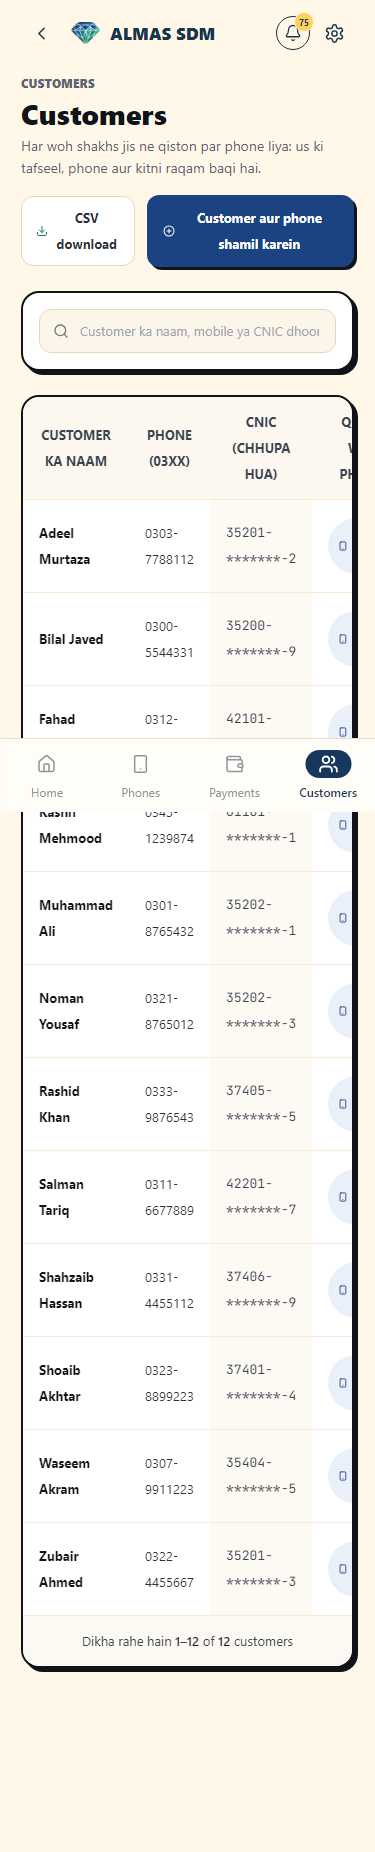 ALMAS SDM
75
CUSTOMERS
Customers
Har woh shakhs jis ne qiston par phone liya: us ki
tafseel, phone aur kitni raqam baqi hai.
CSV
download
Customer aur phone
shamil karein
Customer ka naam, mobile ya CNIC
CUSTOMER
KA NAAM
PHONE
(03XX)
CNIC
(CHHUPA
HUA)
Adeel
Murtaza
0303-
7788112
35201-
*******-2
Bilal Javed
0300-
5544331
35200-
*******-9
Fahad
0312-
42101-
Home
Phones
Payments
Customers
Mehmood
1239874
*******-1
Muhammad
Ali
0301-
8765432
35202-
*******-1
Noman
Yousaf
0321-
8765012
35202-
*******-3
Rashid
Khan
0333-
9876543
37405-
*******-5
Salman
Tariq
0311-
6677889
42201-
*******-7
Shahzaib
Hassan
0331-
4455112
37406-
*******-9
Shoaib
Akhtar
0323-
8899223
37401-
*******-4
Waseem
Akram
0307-
9911223
35404-
*******-5
Zubair
Ahmed
0322-
4455667
35201-
*******-3
Dikha rahe hain 1–12 of 12 customers